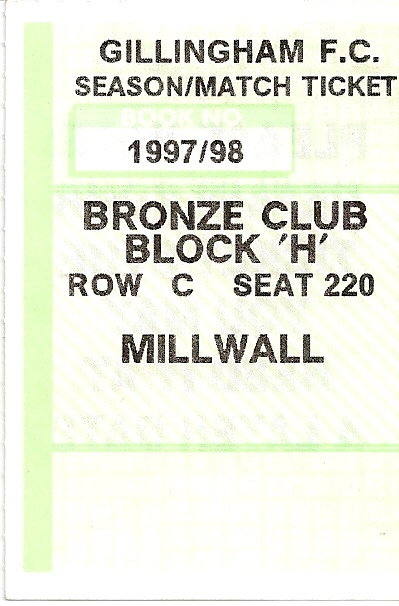 GILLINGHAM F.C.
SEASON/MATCH TICKET
BOOK NO.
1997/98
BRONZE CLUB
BLOCK 'H'
ROW C SEAT 220
MILLWALL